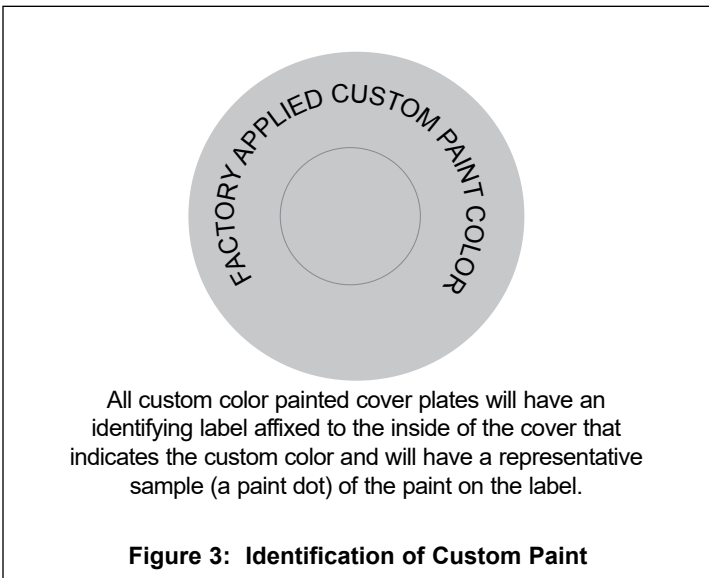 FACTORY APPLIED CUSTOM PAINT COLOR
All custom color painted cover plates will have an
identifying label affixed to the inside of the cover that
indicates the custom color and will have a representative
sample (a paint dot) of the paint on the label.
Figure 3: Identification of Custom Paint